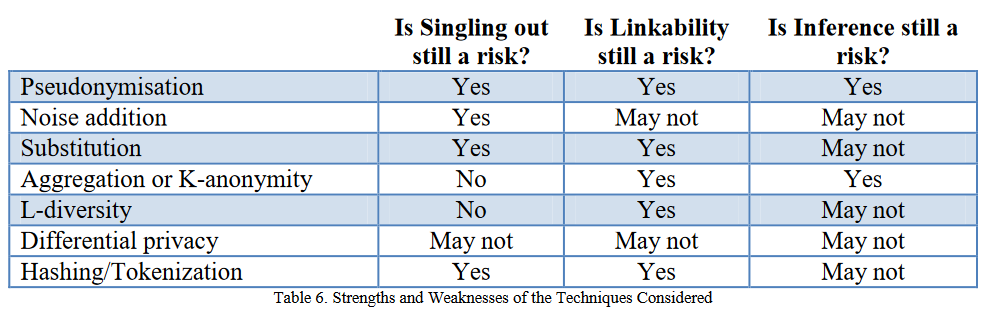 Is Singling out still a risk? Is Linkability still a risk? Is Inference still a risk?
Pseudonymisation Yes Yes Yes
Noise addition Yes May not May not
Substitution Yes Yes May not
Aggregation or K-anonymity No Yes Yes
L-diversity No Yes May not
Differential privacy May not May not May not
Hashing/Tokenization Yes Yes May not
Table 6. Strengths and Weaknesses of the Techniques Considered